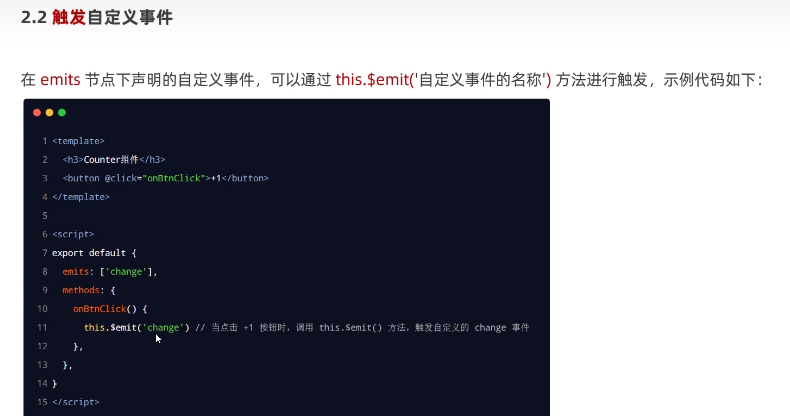 2.2 触发自定义事件
在 emits 节点下声明的自定义事件，可以通过 this.$emit('自定义事件的名称') 方法进行触发，示例代码如下：
1 <template>
2   <h3>Counter组件</h3>
3   <button @click="onBtnClick">+1</button>
4 </template>
5
6 <script>
7 export default {
8   emits: ['change'],
9   methods: {
10     onBtnClick() {
11       this.$emit('change') // 当点击 +1 按钮时，调用 this.$emit() 方法，触发自定义的 change 事件
12     },
13   },
14 }
15 </script>